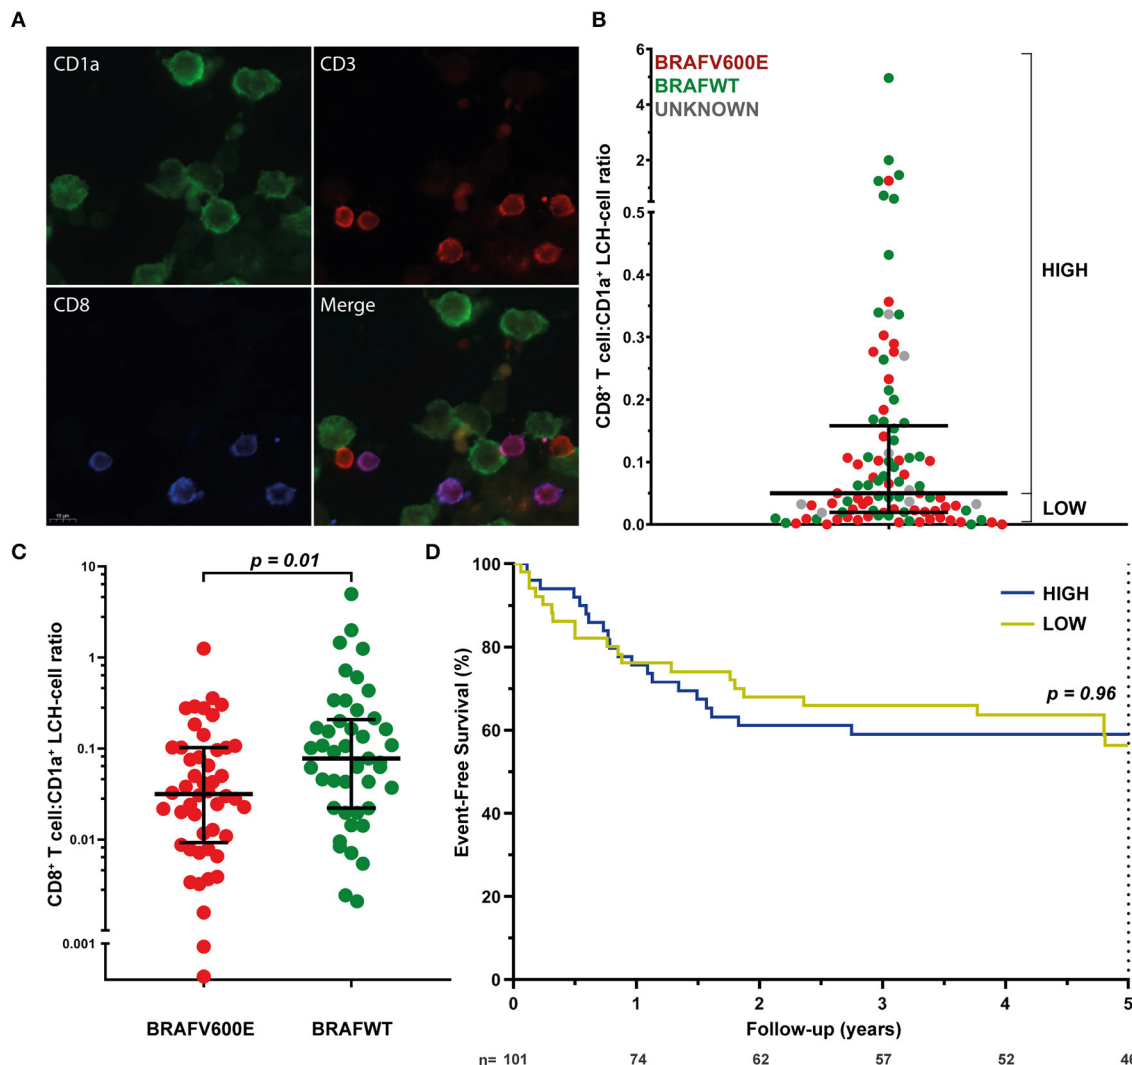 A
CD1a
CD3
CD8
Merge
10 µm
B
BRAFV600E
BRAFWT
UNKNOWN
CD8⁺ T cell:CD1a⁺ LCH-cell ratio
6
4
2
0.5
0.4
0.3
0.2
0.1
0.0
HIGH
LOW
C
p = 0.01
CD8⁺ T cell:CD1a⁺ LCH-cell ratio
10
1
0.1
0.01
0.001
BRAFV600E
BRAFWT
D
Event-Free Survival (%)
100
80
60
40
20
0
HIGH
LOW
p = 0.96
0 1 2 3 4 5
Follow-up (years)
n= 101 74 62 57 52 46